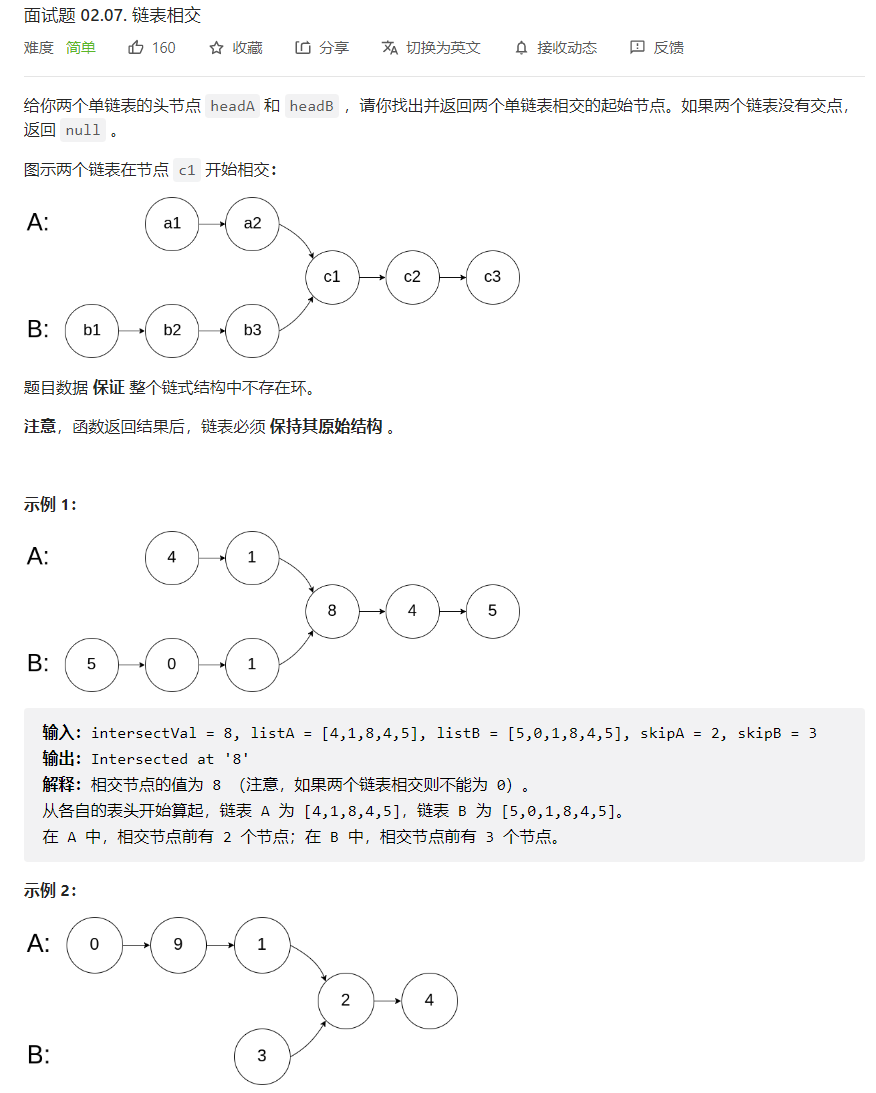 面试题 02.07. 链表相交
难度 简单 160 收藏 分享 切换为英文 接收动态 反馈
给你两个单链表的头节点 headA 和 headB ，请你找出并返回两个单链表相交的起始节点。如果两个链表没有交点，
返回 null 。
图示两个链表在节点 c1 开始相交：
A: a1 a2
c1 c2 c3
B: b1 b2 b3
题目数据 保证 整个链式结构中不存在环。
注意，函数返回结果后，链表必须 保持其原始结构 。
示例 1：
A: 4 1
8 4 5
B: 5 0 1
输入：intersectVal = 8, listA = [4,1,8,4,5], listB = [5,0,1,8,4,5], skipA = 2, skipB = 3
输出：Intersected at '8'
解释：相交节点的值为 8 （注意，如果两个链表相交则不能为 0）。
从各自的表头开始算起，链表 A 为 [4,1,8,4,5]，链表 B 为 [5,0,1,8,4,5]。
在 A 中，相交节点前有 2 个节点；在 B 中，相交节点前有 3 个节点。
示例 2：
A: 0 9 1
2 4
B: 3